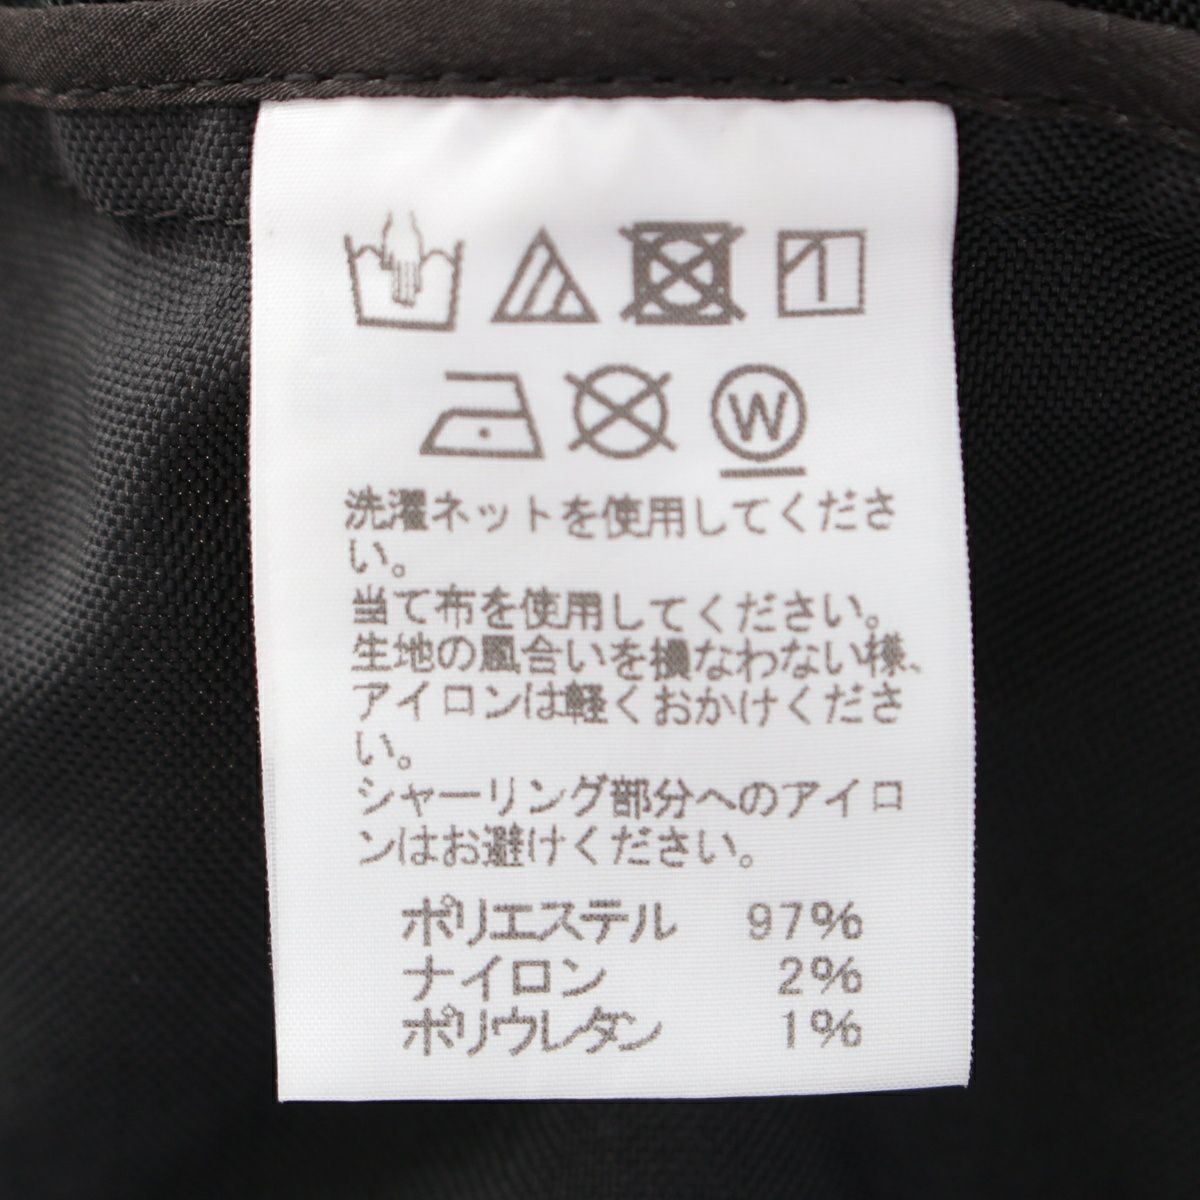 W
洗濯ネットを使用してくださ
い。
当て布を使用してください。
生地の風合いを損なわない様、
アイロンは軽くおかけくださ
い。
シャーリング部分へのアイロ
ンはお避けください。
ポリエステル 97%
ナイロン 2%
ポリウレタン 1%